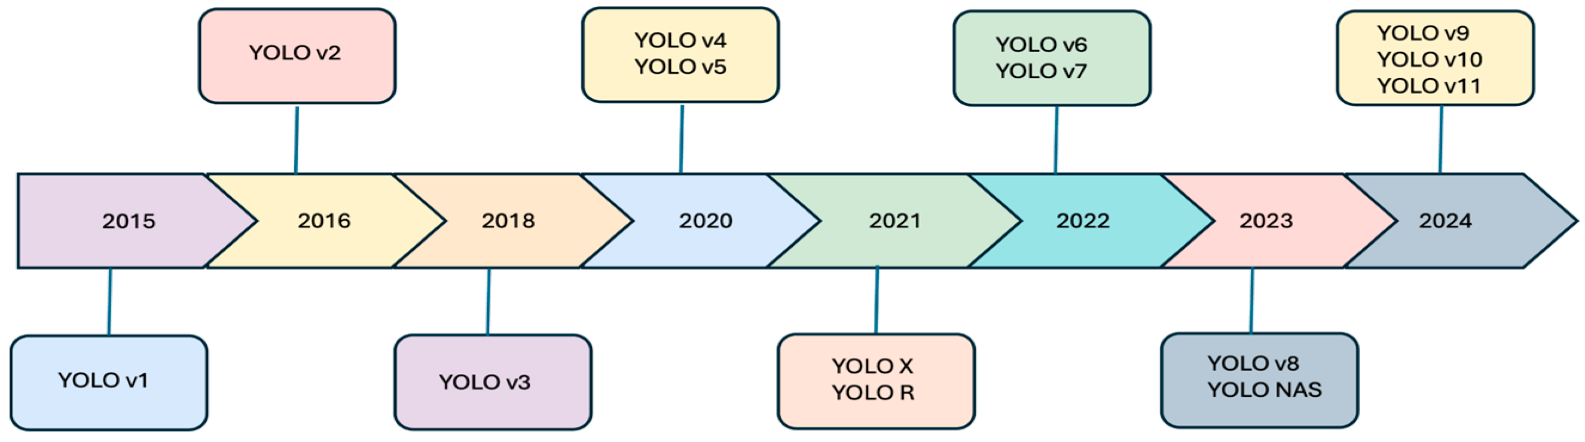 YOLO v2
YOLO v4
YOLO v5
YOLO v6
YOLO v7
YOLO v9
YOLO v10
YOLO v11
2015
2016
2018
2020
2021
2022
2023
2024
YOLO v1
YOLO v3
YOLO X
YOLO R
YOLO v8
YOLO NAS